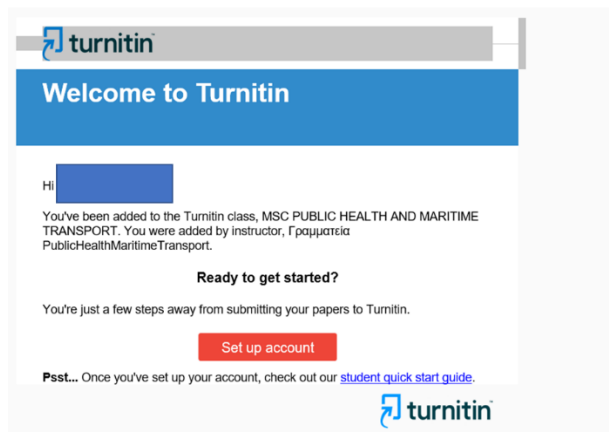 turnitin
Welcome to Turnitin
Hi
You've been added to the Turnitin class, MSC PUBLIC HEALTH AND MARITIME
TRANSPORT. You were added by instructor, Γραμματεία
PublicHealthMaritimeTransport.
Ready to get started?
You're just a few steps away from submitting your papers to Turnitin.
Set up account
Psst... Once you've set up your account, check out our student quick start guide.
turnitin